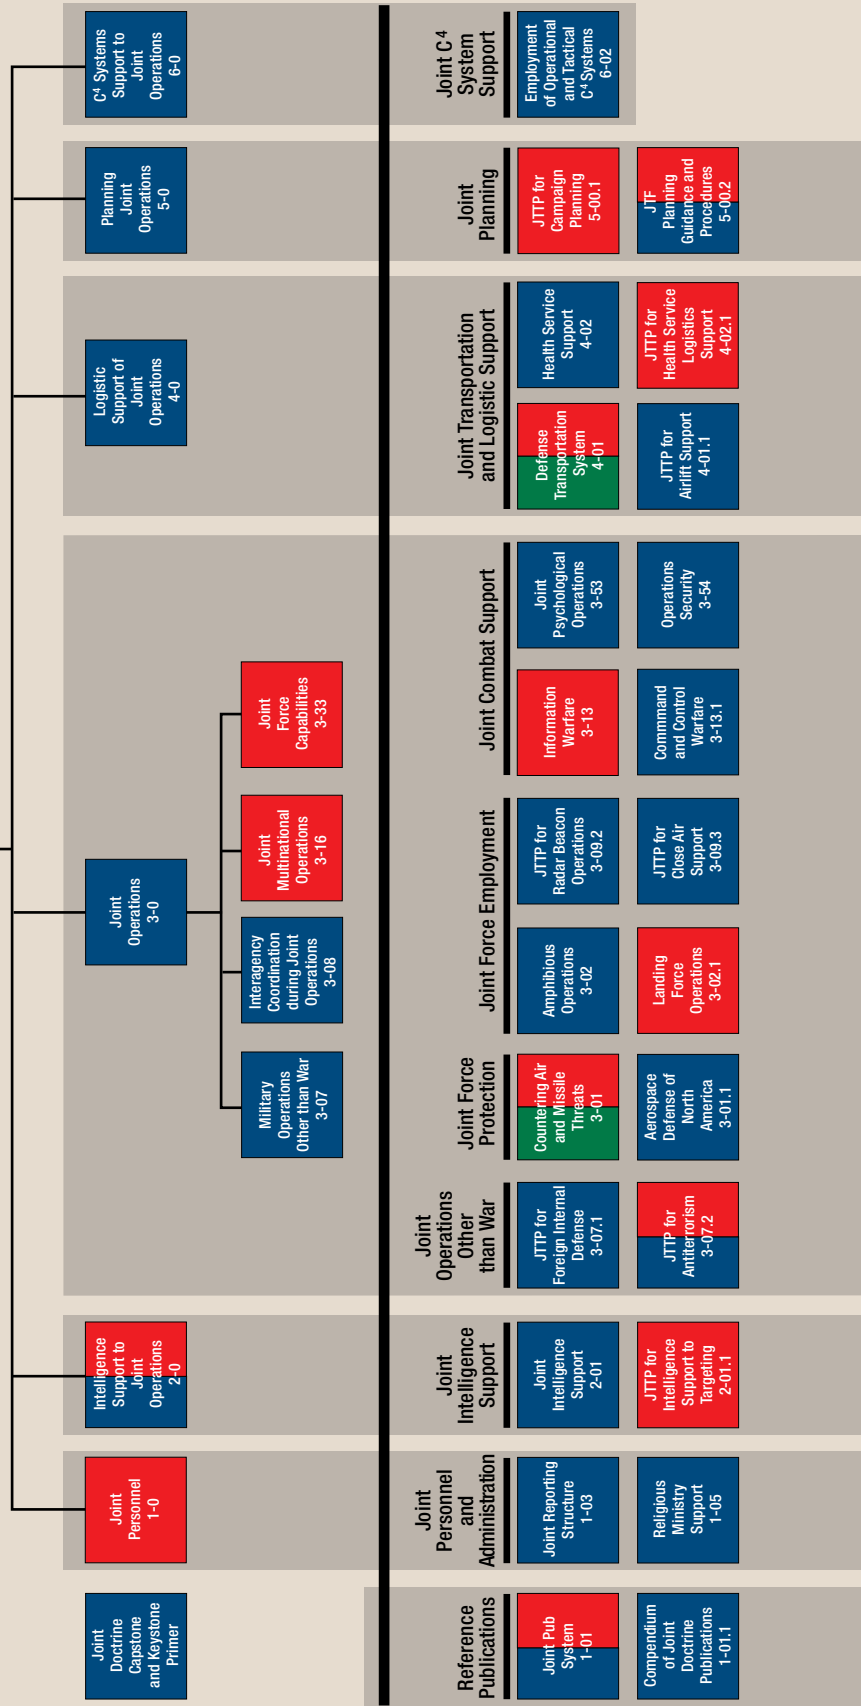 Joint
Doctrine
Capstone
and Keystone
Primer
Joint
Personnel
1-0
Intelligence
Support to
Joint
Operations
2-0
Joint
Operations
3-0
Logistic
Support of
Joint
Operations
4-0
Planning
Joint
Operations
5-0
C4 Systems
Support to
Joint
Operations
6-0
Military
Operations
Other than War
3-07
Interagency
Coordination
during Joint
Operations
3-08
Joint
Multinational
Operations
3-16
Joint
Force
Capabilities
3-33
Reference
Publications
Joint Pub
System
1-01
Compendium
of Joint
Doctrine
Publications
1-01.1
Joint
Personnel
and
Administration
Joint Reporting
Structure
1-03
Religious
Ministry
Support
1-05
Joint
Intelligence
Support
Joint
Intelligence
Support
2-01
JTTP for
Intelligence
Support to
Targeting
2-01.1
Joint
Operations
Other
than War
JTTP for
Foreign Internal
Defense
3-07.1
JTTP for
Antiterrorism
3-07.2
Joint Force
Protection
Countering Air
and Missile
Threats
3-01
Aerospace
Defense of
North
America
3-01.1
Joint Force Employment
Amphibious
Operations
3-02
JTTP for
Radar Beacon
Operations
3-09.2
Landing
Force
Operations
3-02.1
JTTP for
Close Air
Support
3-09.3
Joint Combat Support
Information
Warfare
3-13
Joint
Psychological
Operations
3-53
Commmand
and Control
Warfare
3-13.1
Operations
Security
3-54
Joint Transportation
and Logistic Support
Defense
Transportation
System
4-01
Health Service
Support
4-02
JTTP for
Airlift Support
4-01.1
JTTP for
Health Service
Logistics
Support
4-02.1
Joint
Planning
JTTP for
Campaign
Planning
5-00.1
JTF
Planning
Guidance and
Procedures
5-00.2
Joint C4
System
Support
Employment
of Operational
and Tactical
C4 Systems
6-02